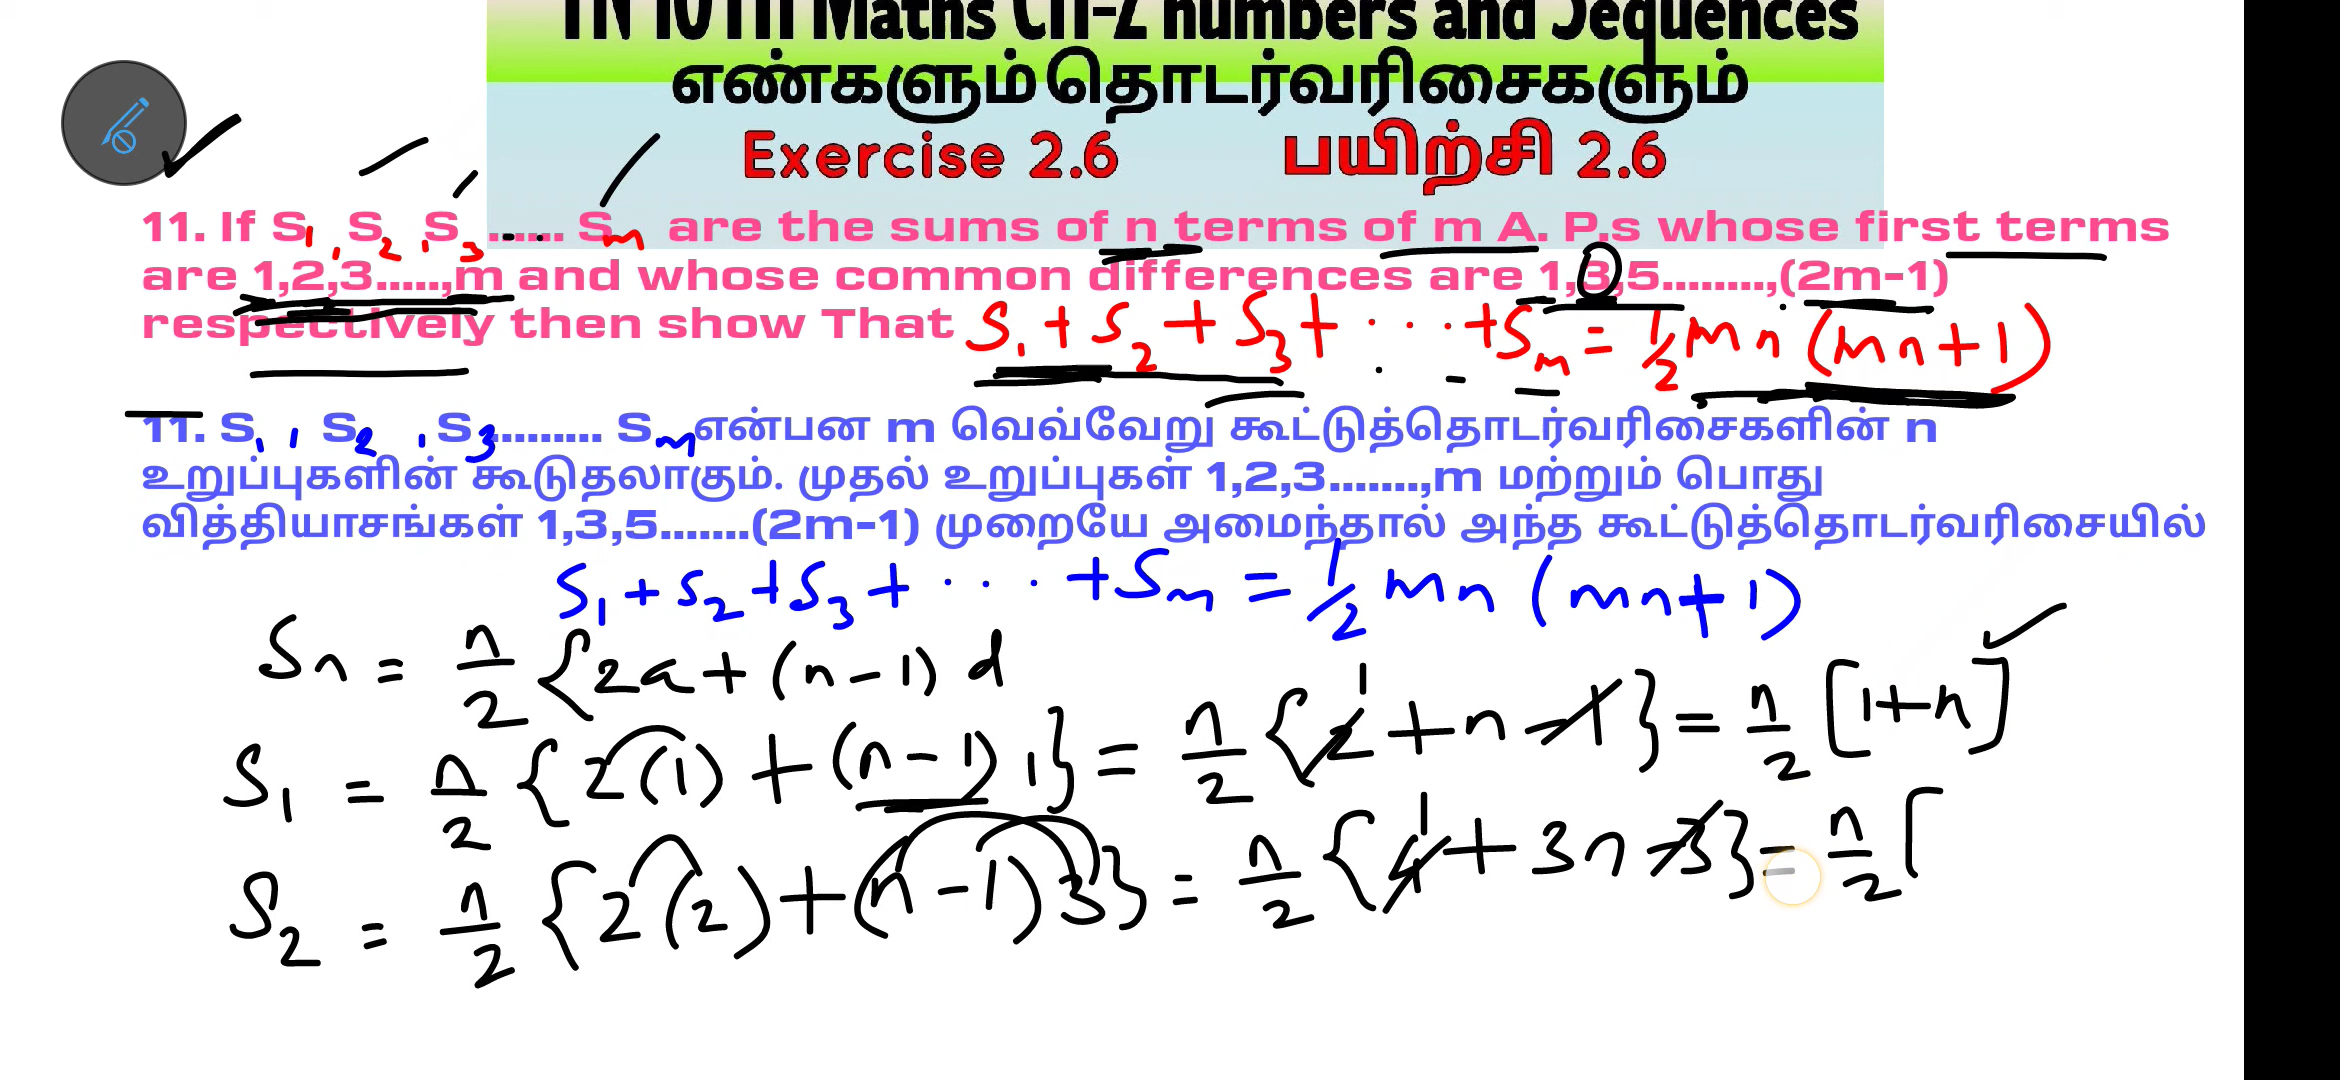 TN 10TH Maths CH-2 numbers and Sequences
எண்களும் தொடர்வரிசைகளும்
Exercise 2.6 பயிற்சி 2.6
11. If S₁, S₂, S₃ ...... Sₘ are the sums of n terms of m A. P.s whose first terms
are 1,2,3.....,m and whose common differences are 1,3,5........,(2m-1)
respectively then show That S₁ + S₂ + S₃ + ..... + Sₘ = 1/2 mn (mn+1)
11. S₁, S₂, S₃.......... Sₘ என்பன m வெவ்வேறு கூட்டுத்தொடர்வரிசைகளின் n
உறுப்புகளின் கூடுதலாகும். முதல் உறுப்புகள் 1,2,3.......,m மற்றும் பொது
வித்தியாசங்கள் 1,3,5.......(2m-1) முறையே அமைந்தால் அந்த கூட்டுத்தொடர்வரிசையில்
S₁ + S₂ + S₃ + .... + Sₘ = 1/2 mn (mn+1)
Sn = n/2 {2a + (n-1) d
S₁ = n/2 {2(1) + (n-1) 1} = n/2 {2 + n - 1} = n/2 [1+n]
S₂ = n/2 {2(2) + (n-1) 3} = n/2 {4 + 3n - 3} = n/2 [